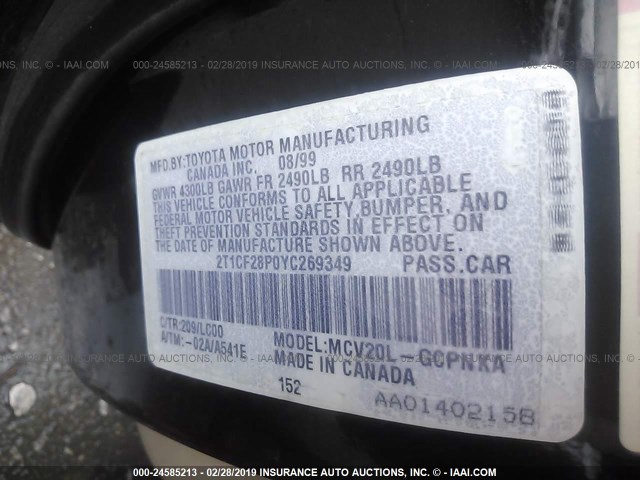 000-24585213 - 02/28/2019 INSURANCE AUTO AUCTIONS, INC. - IAAI.COM
MFD.BY:TOYOTA MOTOR MANUFACTURING
CANADA INC. 08/99
GVWR 4300LB GAWR FR 2490LB RR 2490LB
THIS VEHICLE CONFORMS TO ALL APPLICABLE
FEDERAL MOTOR VEHICLE SAFETY,BUMPER, AND
THEFT PREVENTION STANDARDS IN EFFECT ON
THE DATE OF MANUFACTURE SHOWN ABOVE.
2T1CF28P0YC269349 PASS.CAR
C/TR:209/LC00 MODEL:MCV20L - GCPNKA
A/TM:-02A/A541E MADE IN CANADA
152 AA0140215B
000-24585213 - 02/28/2019 INSURANCE AUTO AUCTIONS, INC. - IAAI.COM